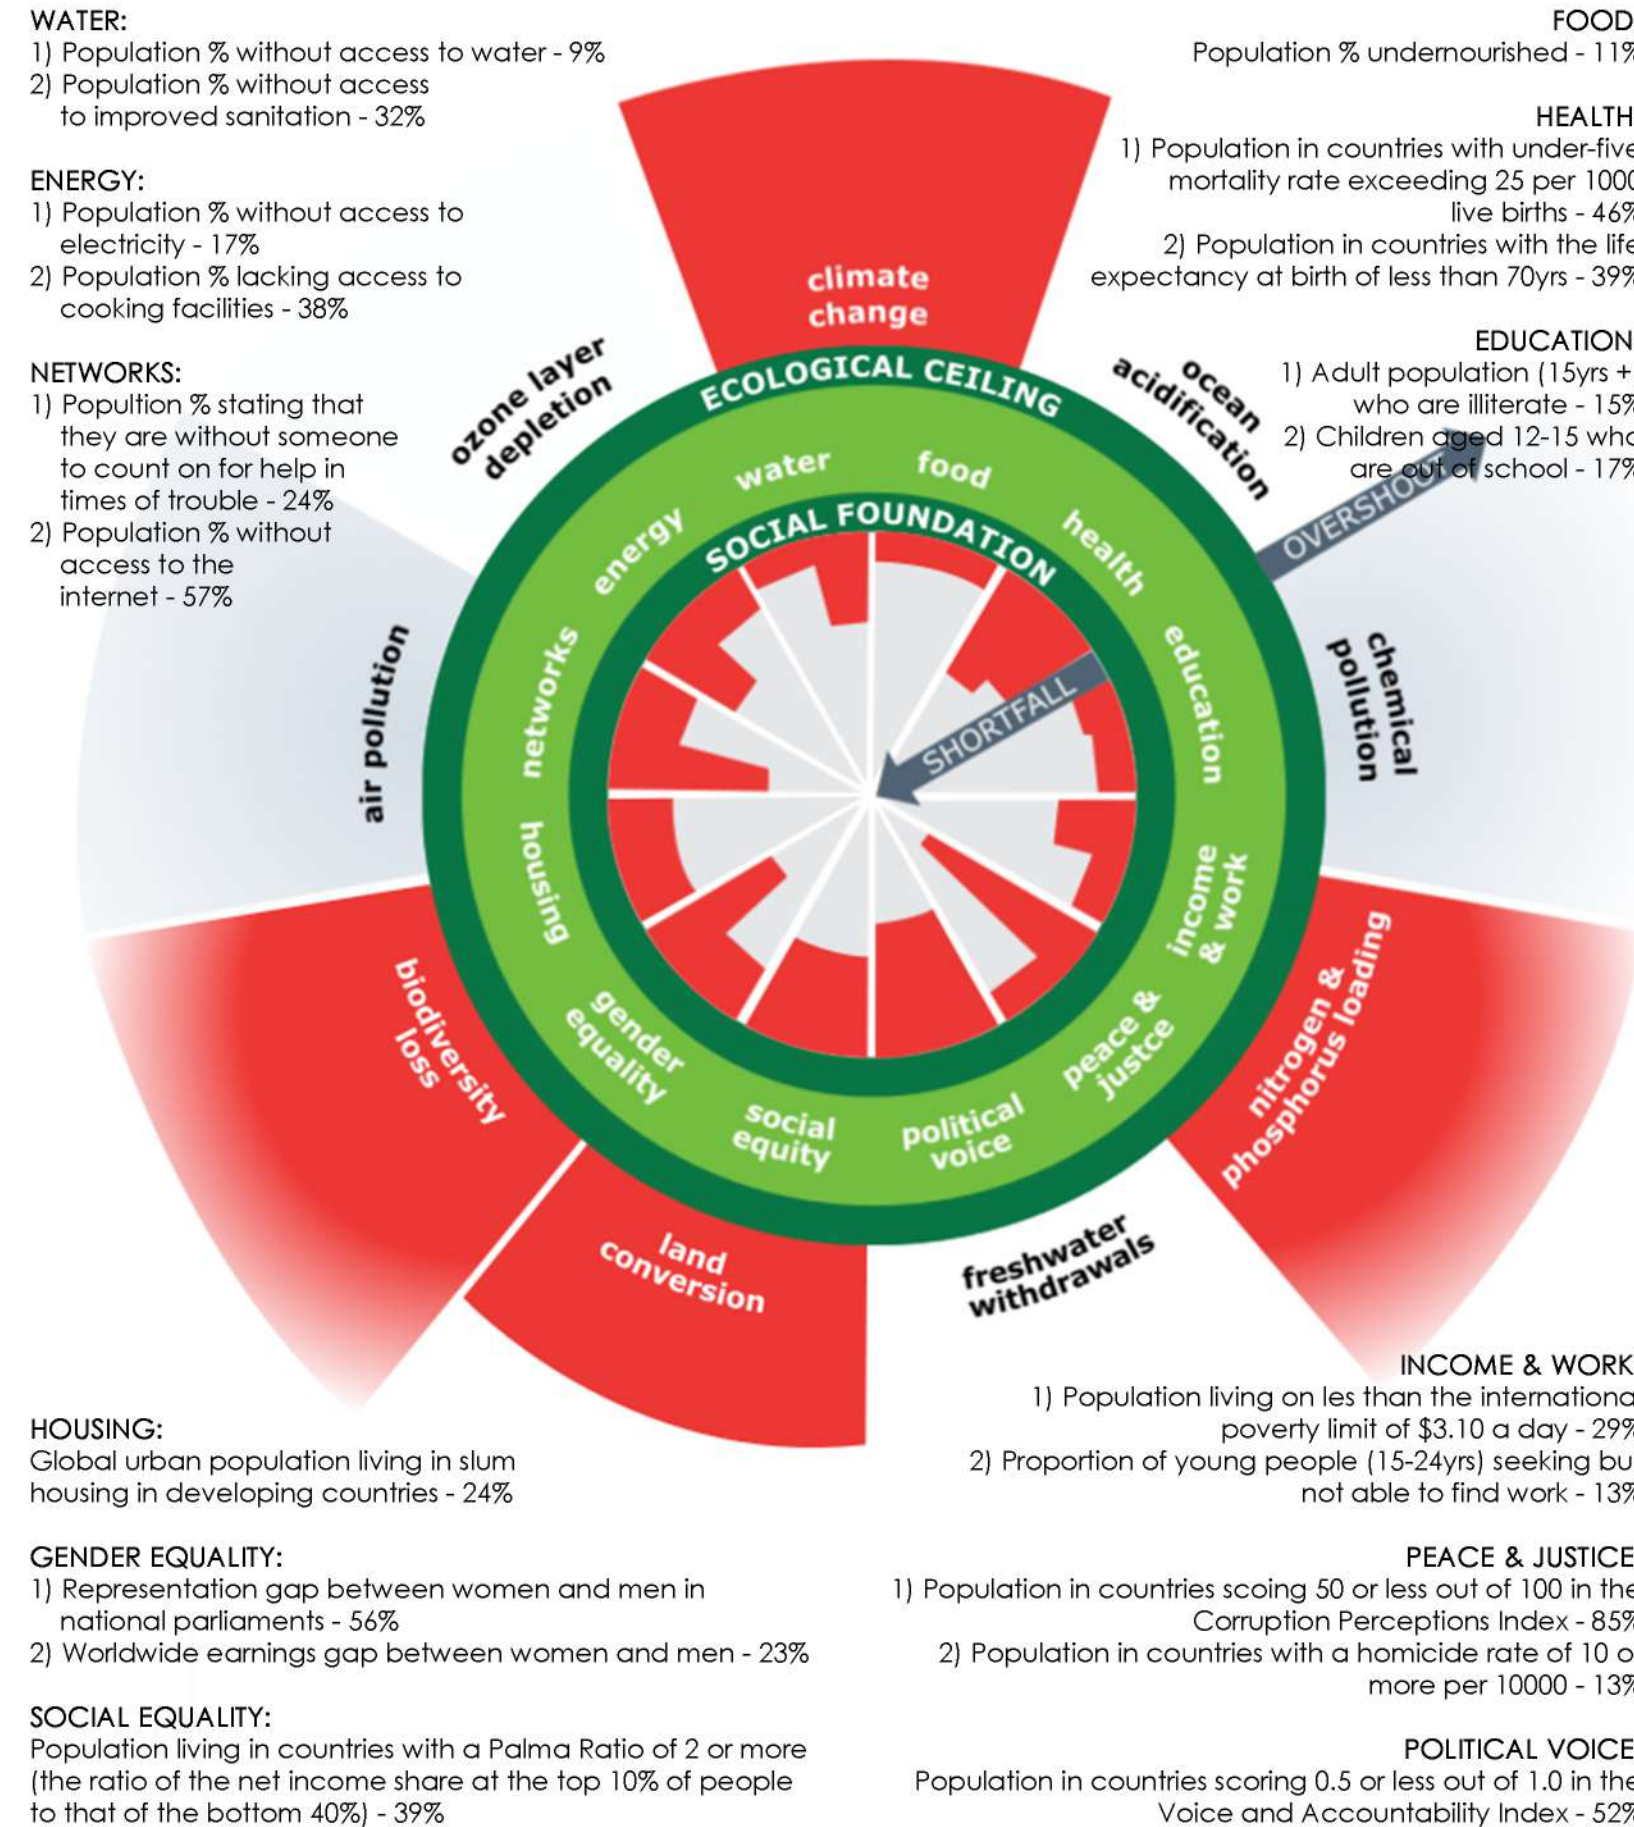 WATER:
1) Population % without access to water - 9%
2) Population % without access
to improved sanitation - 32%
ENERGY:
1) Population % without access to
electricity - 17%
2) Population % lacking access to
cooking facilities - 38%
NETWORKS:
1) Popultion % stating that
they are without someone
to count on for help in
times of trouble - 24%
2) Population % without
access to the
internet - 57%
FOOD
Population % undernourished - 11%
HEALTH
1) Population in countries with under-five
mortality rate exceeding 25 per 1000
live births - 46%
2) Population in countries with the life
expectancy at birth of less than 70yrs - 39%
EDUCATION
1) Adult population (15yrs +
who are illiterate - 15%
2) Children aged 12-15 who
are out of school - 17%
climate
change
ozone layer
depletion
ocean
acidification
OVERSHOOT
ECOLOGICAL CEILING
water
food
energy
health
SOCIAL FOUNDATION
networks
education
SHORTFALL
air pollution
chemical
pollution
housing
income
& work
gender
equality
peace &
justce
social
equity
political
voice
biodiversity
loss
nitrogen &
phosphorus loading
land
conversion
freshwater
withdrawals
HOUSING:
Global urban population living in slum
housing in developing countries - 24%
GENDER EQUALITY:
1) Representation gap between women and men in
national parliaments - 56%
2) Worldwide earnings gap between women and men - 23%
SOCIAL EQUALITY:
Population living in countries with a Palma Ratio of 2 or more
(the ratio of the net income share at the top 10% of people
to that of the bottom 40%) - 39%
INCOME & WORK
1) Population living on les than the internationa
poverty limit of $3.10 a day - 29%
2) Proportion of young people (15-24yrs) seeking bu
not able to find work - 13%
PEACE & JUSTICE
1) Population in countries scoing 50 or less out of 100 in the
Corruption Perceptions Index - 85%
2) Population in countries with a homicide rate of 10 o
more per 10000 - 13%
POLITICAL VOICE
Population in countries scoring 0.5 or less out of 1.0 in the
Voice and Accountability Index - 52%